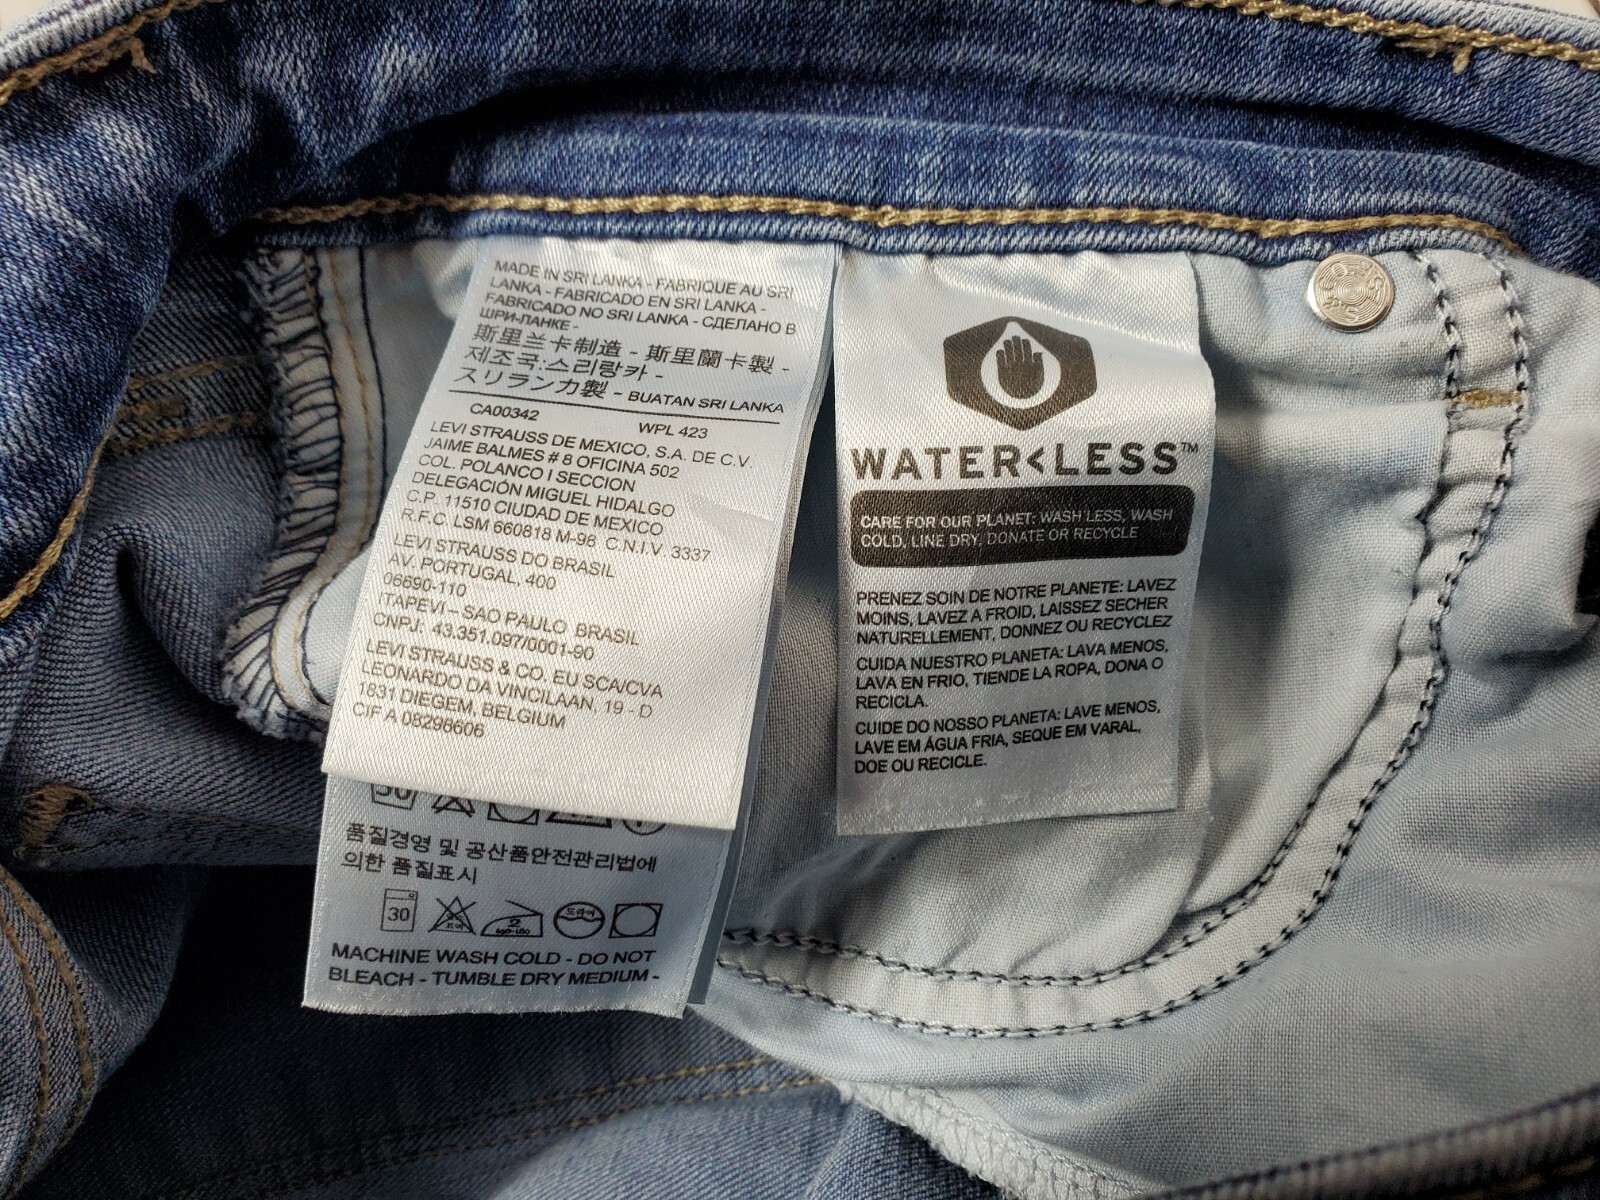 MADE IN SRI LANKA - FABRIQUE AU SRI
LANKA - FABRICADO EN SRI LANKA -
FABRICADO NO SRI LANKA - СДЕЛАНО В
ШРИ-ЛАНКЕ -
斯里兰卡制造 - 斯里蘭卡製 -
제조국:스리랑카 -
スリランカ製 - BUATAN SRI LANKA
CA00342 WPL 423
LEVI STRAUSS DE MEXICO, S.A. DE C.V.
JAIME BALMES # 8 OFICINA 502
COL. POLANCO I SECCION
DELEGACIÓN MIGUEL HIDALGO
C.P. 11510 CIUDAD DE MEXICO
R.F.C. LSM 660818 M-98 C.N.I.V. 3337
LEVI STRAUSS DO BRASIL
AV. PORTUGAL, 400
06690-110
ITAPEVI – SAO PAULO BRASIL
CNPJ: 43.351.097/0001-90
LEVI STRAUSS & CO. EU SCA/CVA
LEONARDO DA VINCILAAN, 19 - D
1831 DIEGEM, BELGIUM
CIF A 08298606
품질경영 및 공산품안전관리법에
의한 품질표시
30
2
드라이
MACHINE WASH COLD - DO NOT
BLEACH - TUMBLE DRY MEDIUM -
WATER<LESS™
CARE FOR OUR PLANET: WASH LESS, WASH
COLD, LINE DRY, DONATE OR RECYCLE
PRENEZ SOIN DE NOTRE PLANETE: LAVEZ
MOINS, LAVEZ A FROID, LAISSEZ SECHER
NATURELLEMENT, DONNEZ OU RECYCLEZ
CUIDA NUESTRO PLANETA: LAVA MENOS,
LAVA EN FRIO, TIENDE LA ROPA, DONA O
RECICLA.
CUIDE DO NOSSO PLANETA: LAVE MENOS,
LAVE EM ÁGUA FRIA, SEQUE EM VARAL,
DOE OU RECICLE.